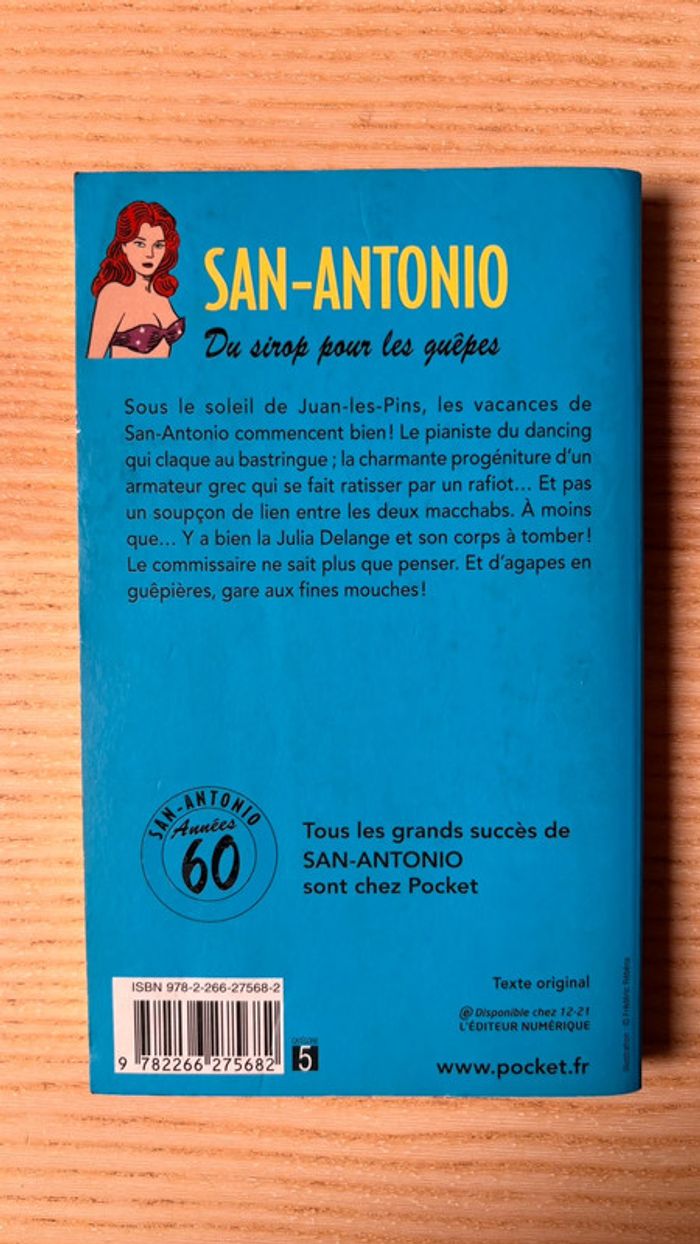 SAN-ANTONIO
Du sirop pour les guêpes
Sous le soleil de Juan-les-Pins, les vacances de
San-Antonio commencent bien ! Le pianiste du dancing
qui claque au bastringue ; la charmante progéniture d'un
armateur grec qui se fait ratisser par un rafiot... Et pas
un soupçon de lien entre les deux macchabs. À moins
que... Y a bien la Julia Delange et son corps à tomber !
Le commissaire ne sait plus que penser. Et d'agapes en
guêpières, gare aux fines mouches !
SAN-ANTONIO
Années
60
Tous les grands succès de
SAN-ANTONIO
sont chez Pocket
ISBN 978-2-266-27568-2
9 782266 275682
CATÉGORIE
5
Texte original
@ Disponible chez 12-21
L'ÉDITEUR NUMÉRIQUE
www.pocket.fr
Illustration : © Frédéric Rébéna